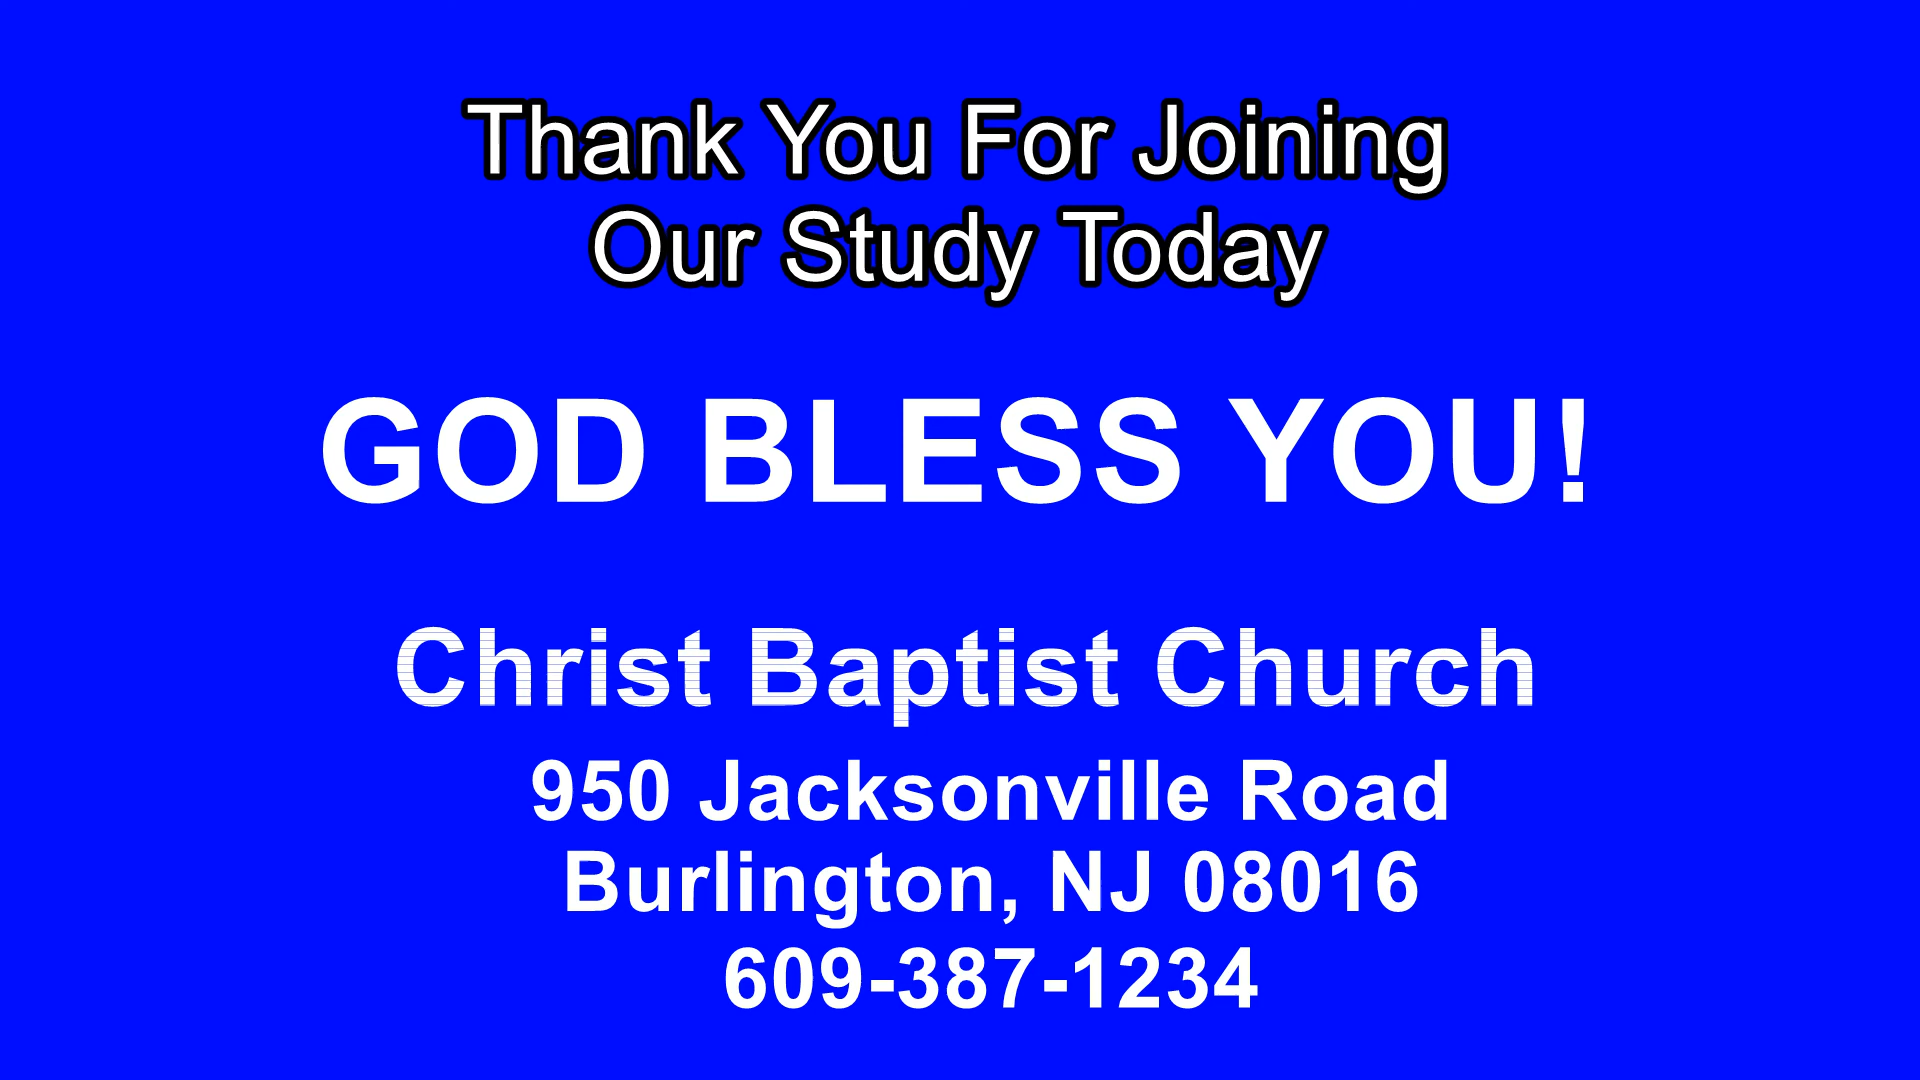 Thank You For Joining
Our Study Today
GOD BLESS YOU!
Christ Baptist Church
950 Jacksonville Road
Burlington, NJ 08016
609-387-1234